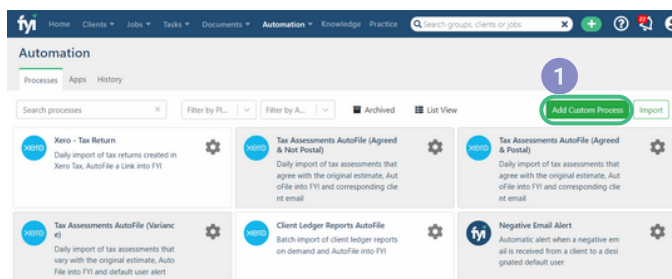 fyi Home Clients Jobs Tasks Documents Automation Knowledge Practice Search groups, clients or jobs 27
Automation
Processes Apps History
1
Search processes Filter by Pl... Filter by A... Archived List View Add Custom Process Import
xero
Xero - Tax Return
Daily import of tax returns created in
Xero Tax, AutoFile a Link into FYI
xero
Tax Assessments AutoFile (Agreed
& Not Postal)
Daily import of tax assessments that
agree with the original estimate, Aut
oFile into FYI and corresponding clie
nt email
xero
Tax Assessments AutoFile (Agreed
& Postal)
Daily import of tax assessments that
agree with the original estimate, Aut
oFile into FYI and corresponding clie
nt email
xero
Tax Assessments AutoFile (Varianc
e)
Daily import of tax assessments that
vary with the original estimate, Auto
File into FYI and default user alert
xero
Client Ledger Reports AutoFile
Batch import of client ledger reports
on demand and AutoFile into FYI
fyi
Negative Email Alert
Automatic alert when a negative em
ail is received from a client to a desi
gnated default user